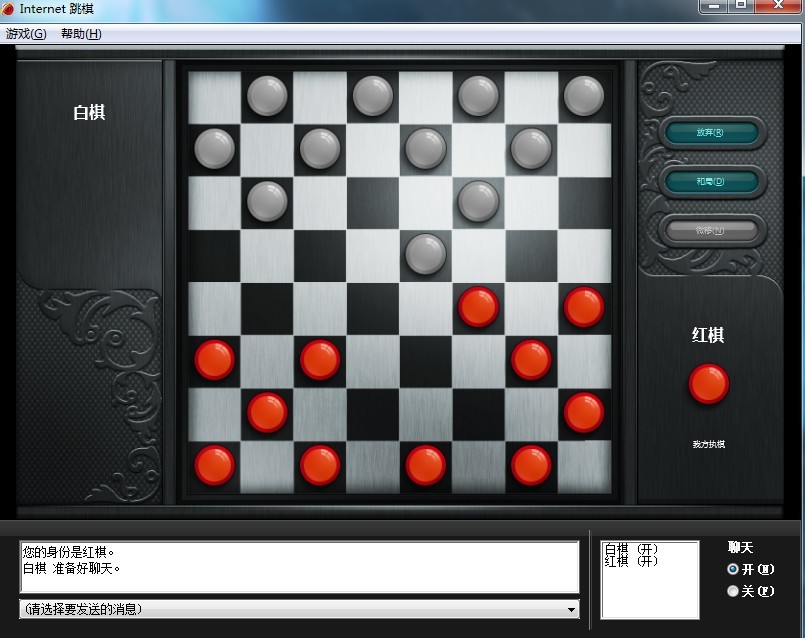 Internet 跳棋
游戏(G) 帮助(H)
白棋
放弃(R)
和局(D)
红棋
我方执棋
您的身份是红棋。
白棋 准备好聊天。
(请选择要发送的消息)
白棋 (开)
红棋 (开)
聊天
开(N)
关(F)